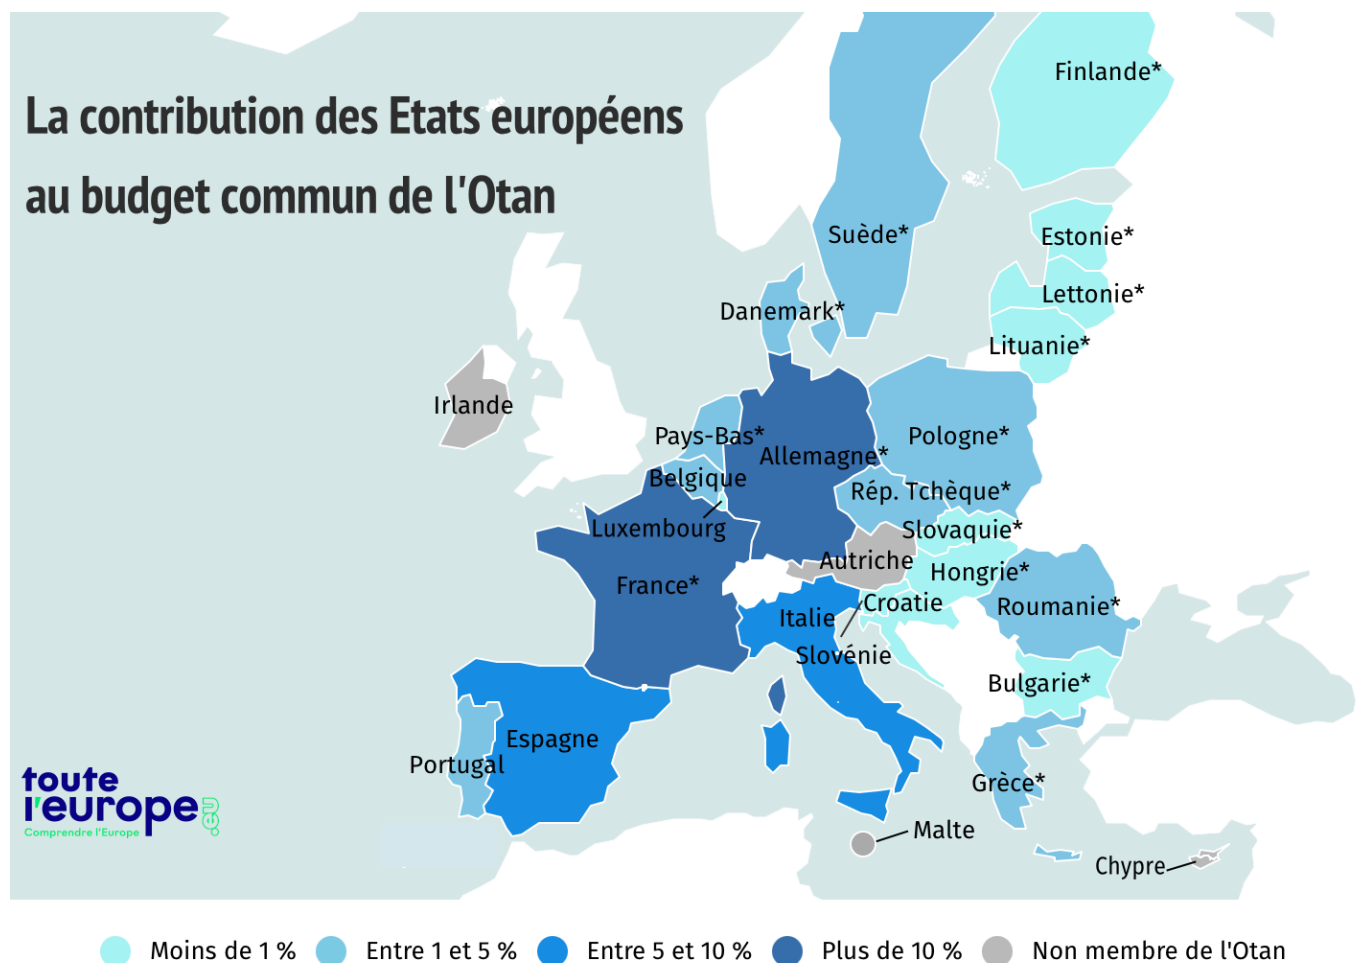 La contribution des Etats européens
au budget commun de l'Otan
Finlande*
Suède*
Estonie*
Lettonie*
Danemark*
Lituanie*
Irlande
Pays-Bas*
Pologne*
Allemagne*
Belgique
Rép. Tchèque*
Luxembourg
Slovaquie*
Autriche
Hongrie*
France*
Croatie
Roumanie*
Italie
Slovénie
Bulgarie*
Espagne
Portugal
Grèce*
toute
l'europe.eu
Comprendre l'Europe
Malte
Chypre
Moins de 1 % Entre 1 et 5 % Entre 5 et 10 % Plus de 10 % Non membre de l'Otan